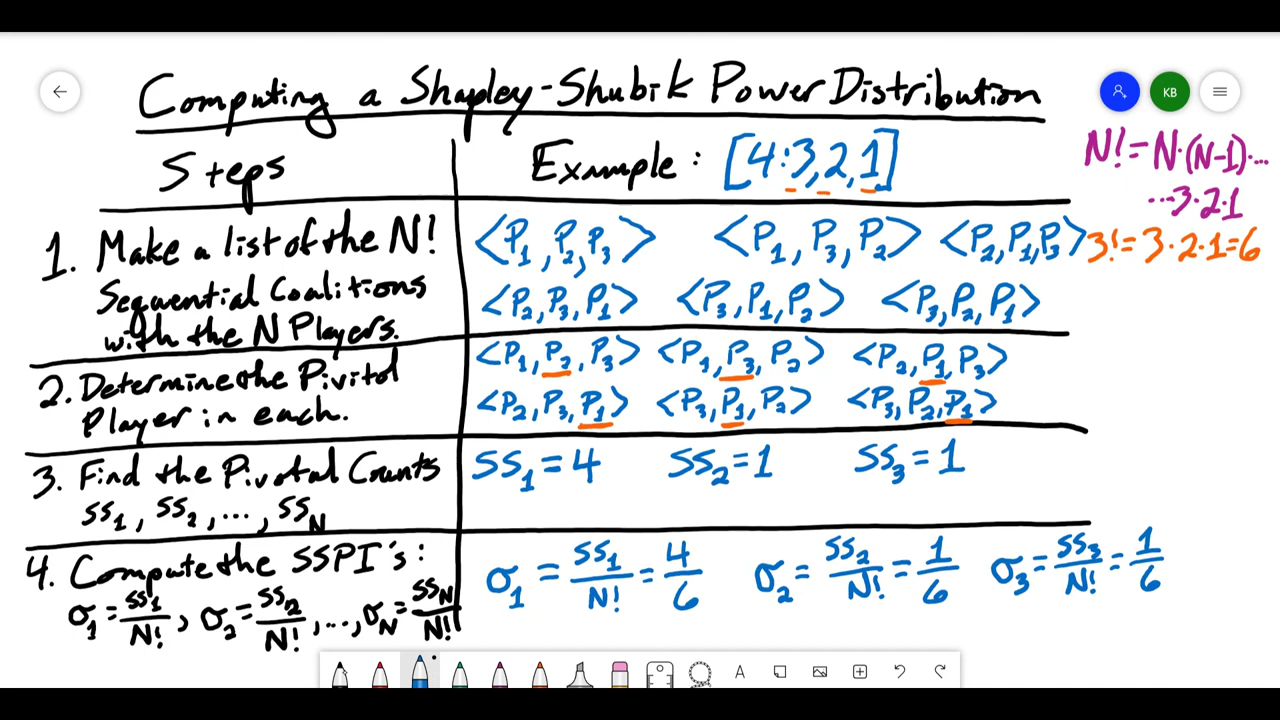 Computing a Shapley-Shubik Power Distribution
KB
Steps
Example: [4:3,2,1]
N! = N·(N-1)·...
...3·2·1
3! = 3·2·1 = 6
1. Make a list of the N!
Sequential Coalitions
with the N Players.
<P₁, P₂, P₃> <P₁, P₃, P₂> <P₂, P₁, P₃>
<P₂, P₃, P₁> <P₃, P₁, P₂> <P₃, P₂, P₁>
2. Determine the Pivitol
Player in each.
<P₁, P₂, P₃> <P₁, P₃, P₂> <P₂, P₁, P₃>
<P₂, P₃, P₁> <P₃, P₁, P₂> <P₃, P₂, P₁>
3. Find the Pivotal Counts
SS₁, SS₂, ..., SS_N
SS₁ = 4 SS₂ = 1 SS₃ = 1
4. Compute the SSPI's:
σ₁ = SS₁/N!, σ₂ = SS₂/N!, ..., σ_N = SS_N/N!
σ₁ = SS₁/N! = 4/6 σ₂ = SS₂/N! = 1/6 σ₃ = SS₃/N! = 1/6
A